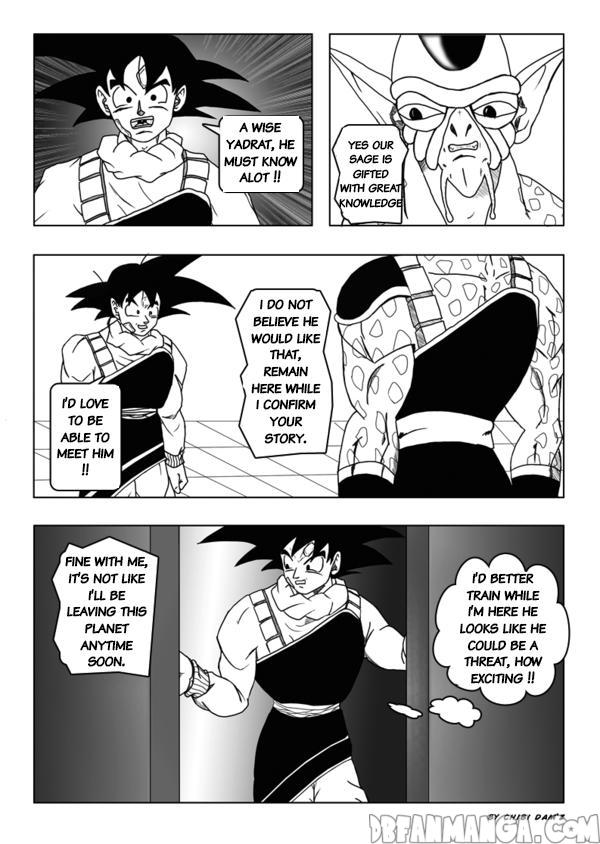 A WISE
YADRAT, HE
MUST KNOW
ALOT !!
YES OUR
SAGE IS
GIFTED
WITH GREAT
KNOWLEDGE
I DO NOT
BELIEVE HE
WOULD LIKE
THAT,
REMAIN
HERE WHILE
I CONFIRM
YOUR
STORY.
I'D LOVE
TO BE
ABLE TO
MEET HIM
!!
FINE WITH ME,
IT'S NOT LIKE
I'LL BE
LEAVING THIS
PLANET
ANYTIME
SOON.
I'D BETTER
TRAIN WHILE
I'M HERE HE
LOOKS LIKE HE
COULD BE A
THREAT, HOW
EXCITING !!
BY CHIBI DAM'Z
DBFANMANGA.COM